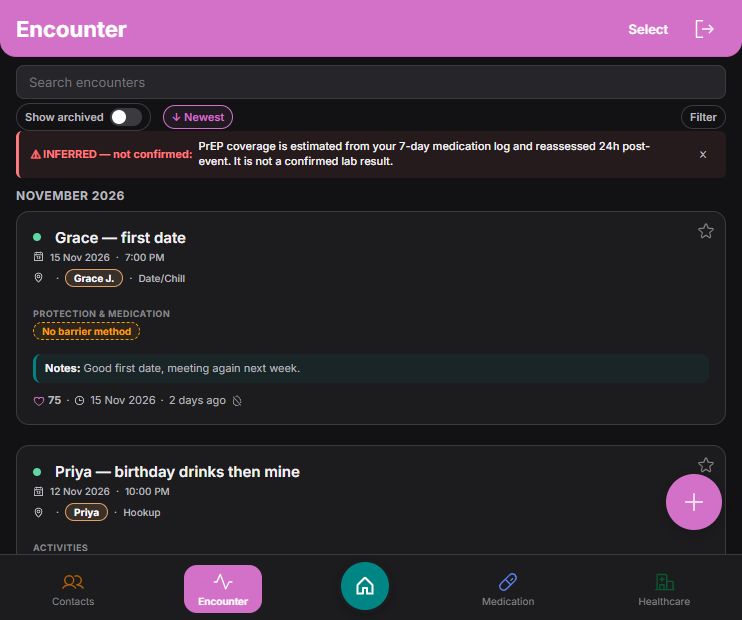 Encounter
Select
Search encounters
Show archived
↓ Newest
Filter
⚠ INFERRED — not confirmed: PrEP coverage is estimated from your 7-day medication log and reassessed 24h post-
event. It is not a confirmed lab result.
x
NOVEMBER 2026
Grace — first date
15 Nov 2026 · 7:00 PM
· Grace J. · Date/Chill
PROTECTION & MEDICATION
No barrier method
Notes: Good first date, meeting again next week.
75 · 15 Nov 2026 · 2 days ago
Priya — birthday drinks then mine
12 Nov 2026 · 10:00 PM
· Priya · Hookup
ACTIVITIES
Contacts
Encounter
Medication
Healthcare